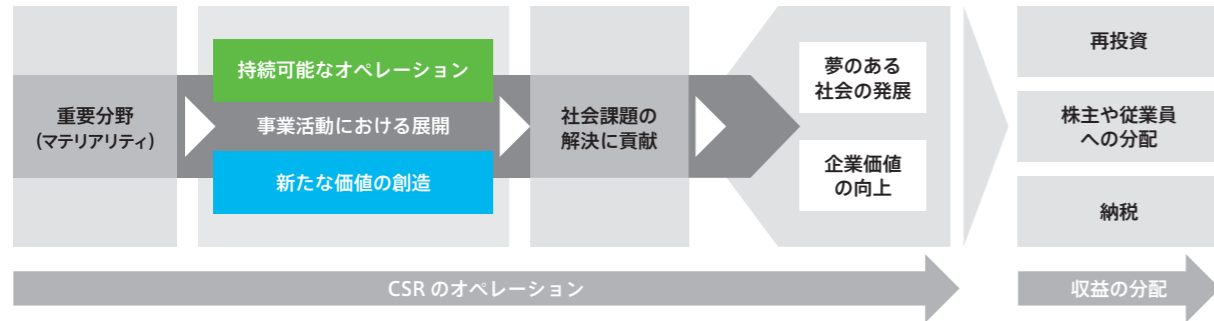 重要分野
(マテリアリティ)
持続可能なオペレーション
事業活動における展開
新たな価値の創造
社会課題の
解決に貢献
夢のある
社会の発展
企業価値
の向上
再投資
株主や従業員
への分配
納税
CSR のオペレーション
収益の分配